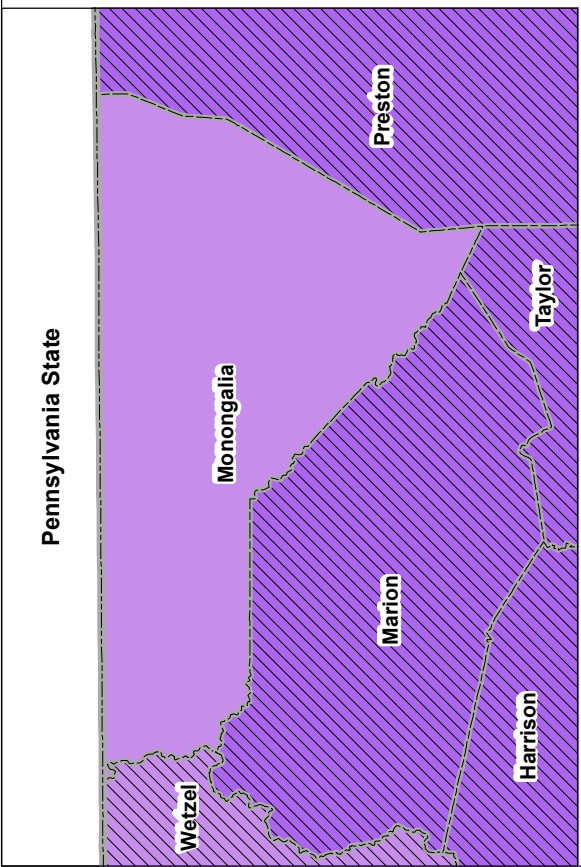 Pennsylvania State
Monongalia
Preston
Wetzel
Marion
Taylor
Harrison